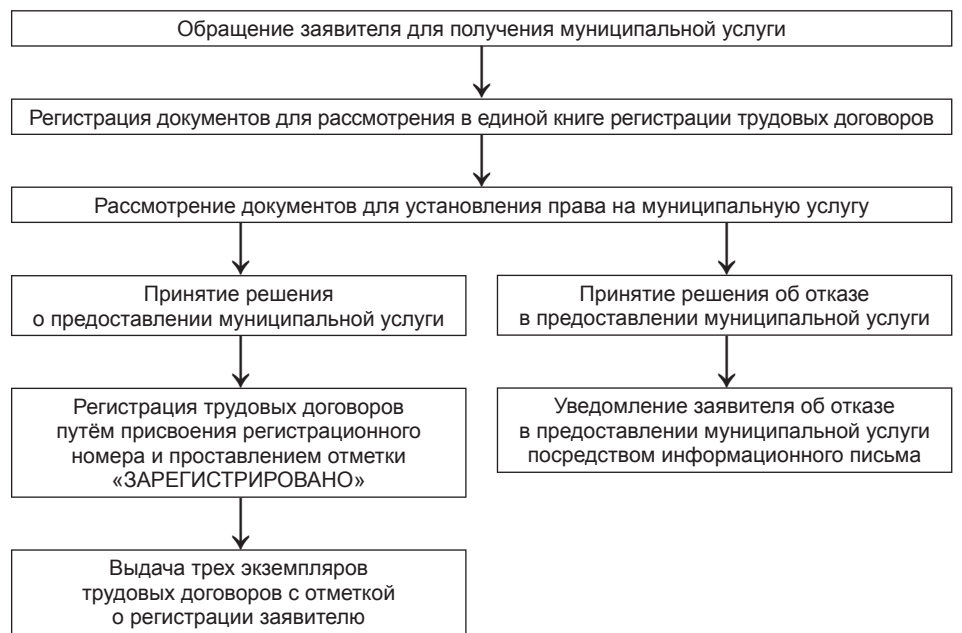 Обращение заявителя для получения муниципальной услуги
Регистрация документов для рассмотрения в единой книге регистрации трудовых договоров
Рассмотрение документов для установления права на муниципальную услугу
Принятие решения
о предоставлении муниципальной услуги
Принятие решения об отказе
в предоставлении муниципальной услуги
Регистрация трудовых договоров
путём присвоения регистрационного
номера и проставлением отметки
«ЗАРЕГИСТРИРОВАНО»
Уведомление заявителя об отказе
в предоставлении муниципальной услуги
посредством информационного письма
Выдача трех экземпляров
трудовых договоров с отметкой
о регистрации заявителю